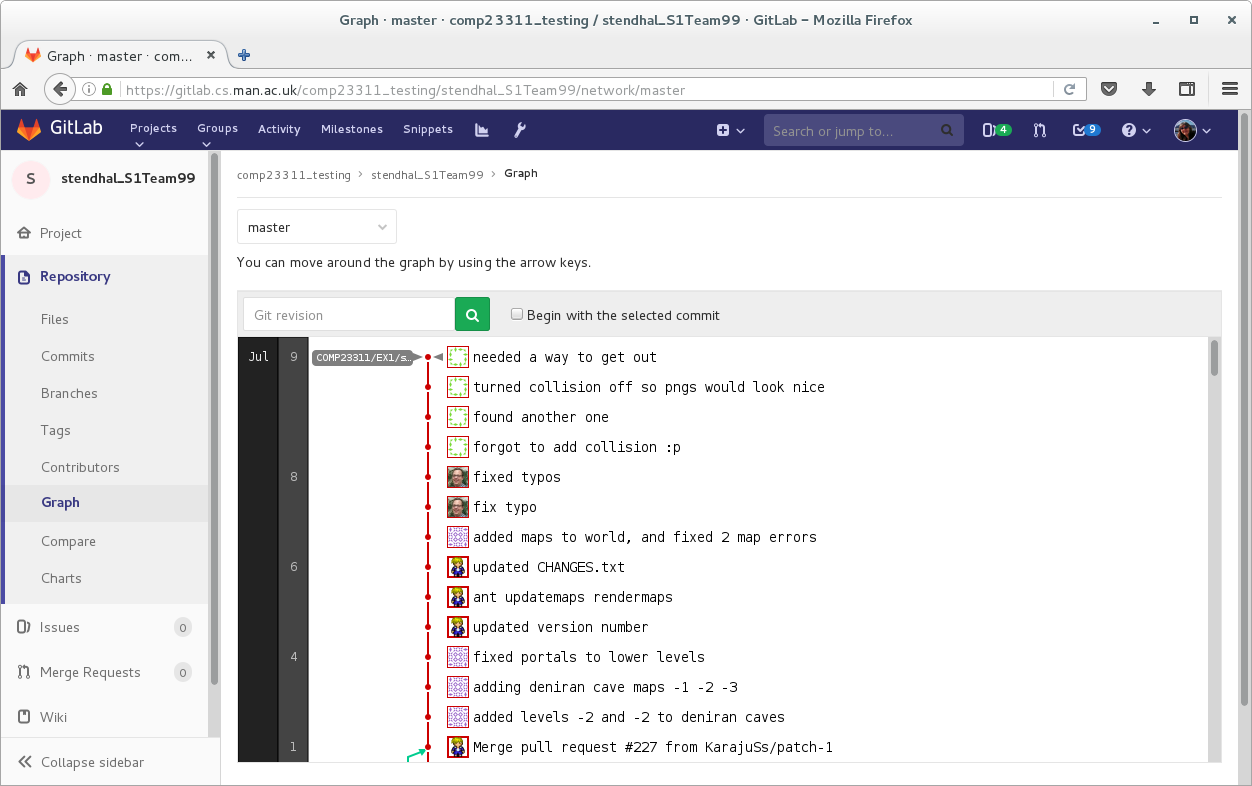 Graph · master · comp23311_testing / stendhal_S1Team99 · GitLab - Mozilla Firefox
Graph · master · com...
https://gitlab.cs.man.ac.uk/comp23311_testing/stendhal_S1Team99/network/master
GitLab Projects Groups Activity Milestones Snippets Search or jump to... 4 9
S stendhal_S1Team99
Project
Repository
Files
Commits
Branches
Tags
Contributors
Graph
Compare
Charts
Issues 0
Merge Requests 0
Wiki
Collapse sidebar
comp23311_testing › stendhal_S1Team99 › Graph
master
You can move around the graph by using the arrow keys.
Git revision Begin with the selected commit
Jul 9 COMP23311/EX1/s… needed a way to get out
turned collision off so pngs would look nice
found another one
forgot to add collision :p
8 fixed typos
fix typo
added maps to world, and fixed 2 map errors
6 updated CHANGES.txt
ant updatemaps rendermaps
updated version number
4 fixed portals to lower levels
adding deniran cave maps -1 -2 -3
added levels -2 and -2 to deniran caves
1 Merge pull request #227 from KarajuSs/patch-1